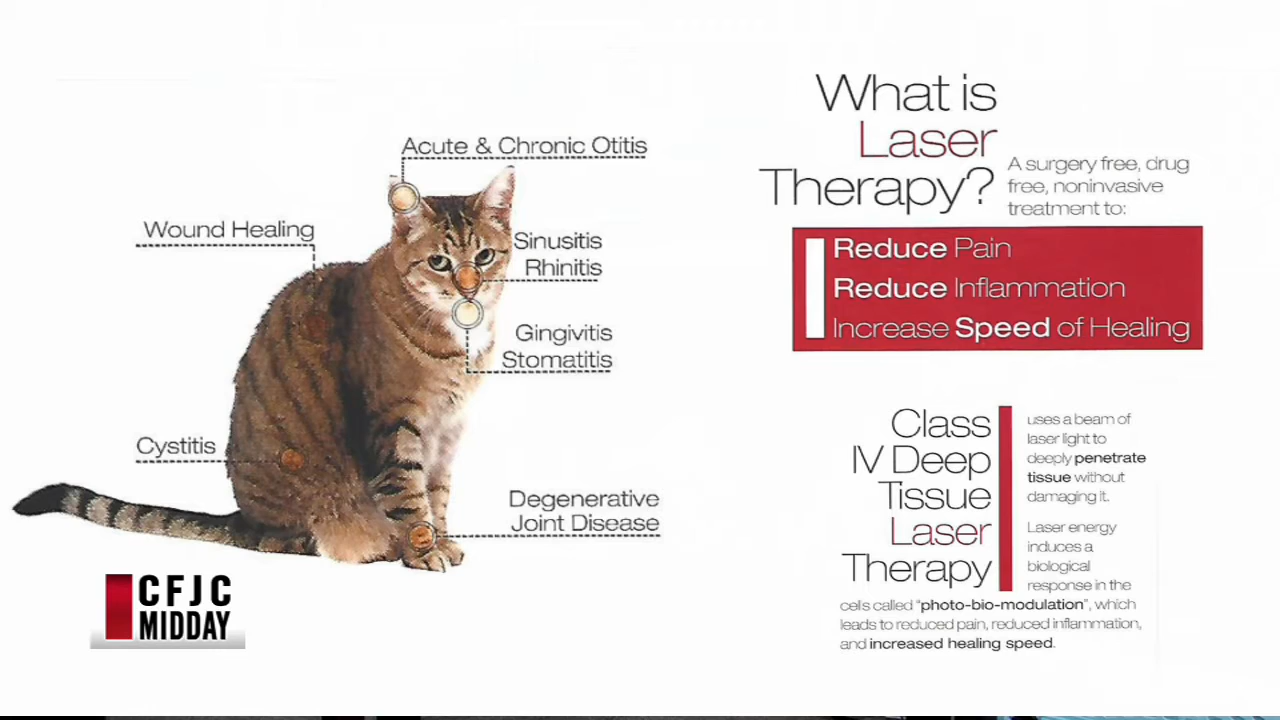 Acute & Chronic Otitis
Wound Healing
Sinusitis
Rhinitis
Gingivitis
Stomatitis
Cystitis
Degenerative
Joint Disease
CFJC
MIDDAY
What is
Laser
Therapy?
A surgery free, drug
free, noninvasive
treatment to:
Reduce Pain
Reduce Inflammation
Increase Speed of Healing
Class
IV Deep
Tissue
Laser
Therapy
uses a beam of
laser light to
deeply penetrate
tissue without
damaging it.
Laser energy
induces a
biological
response in the
cells called "photo-bio-modulation", which
leads to reduced pain, reduced inflammation,
and increased healing speed.